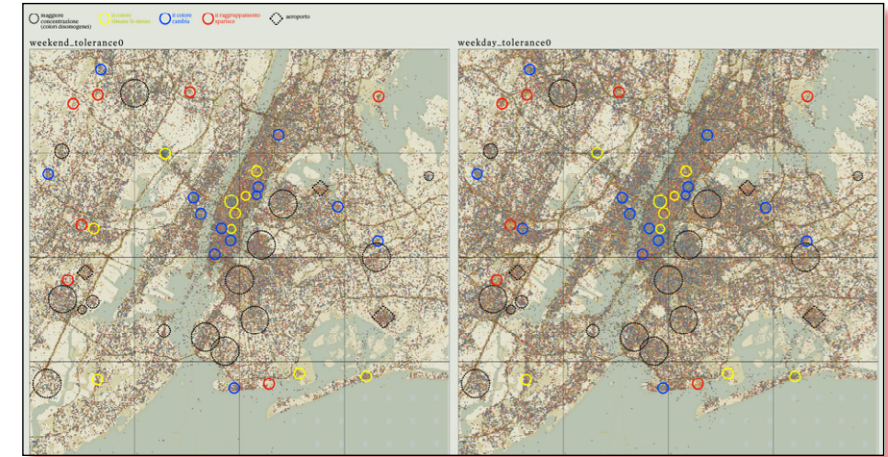 maggiore
concentrazione
(colori disomogenei)
il colore
rimane lo stesso
il colore
cambia
il raggruppamento
sparisce
aeroporto
weekend_tolerance0
weekday_tolerance0